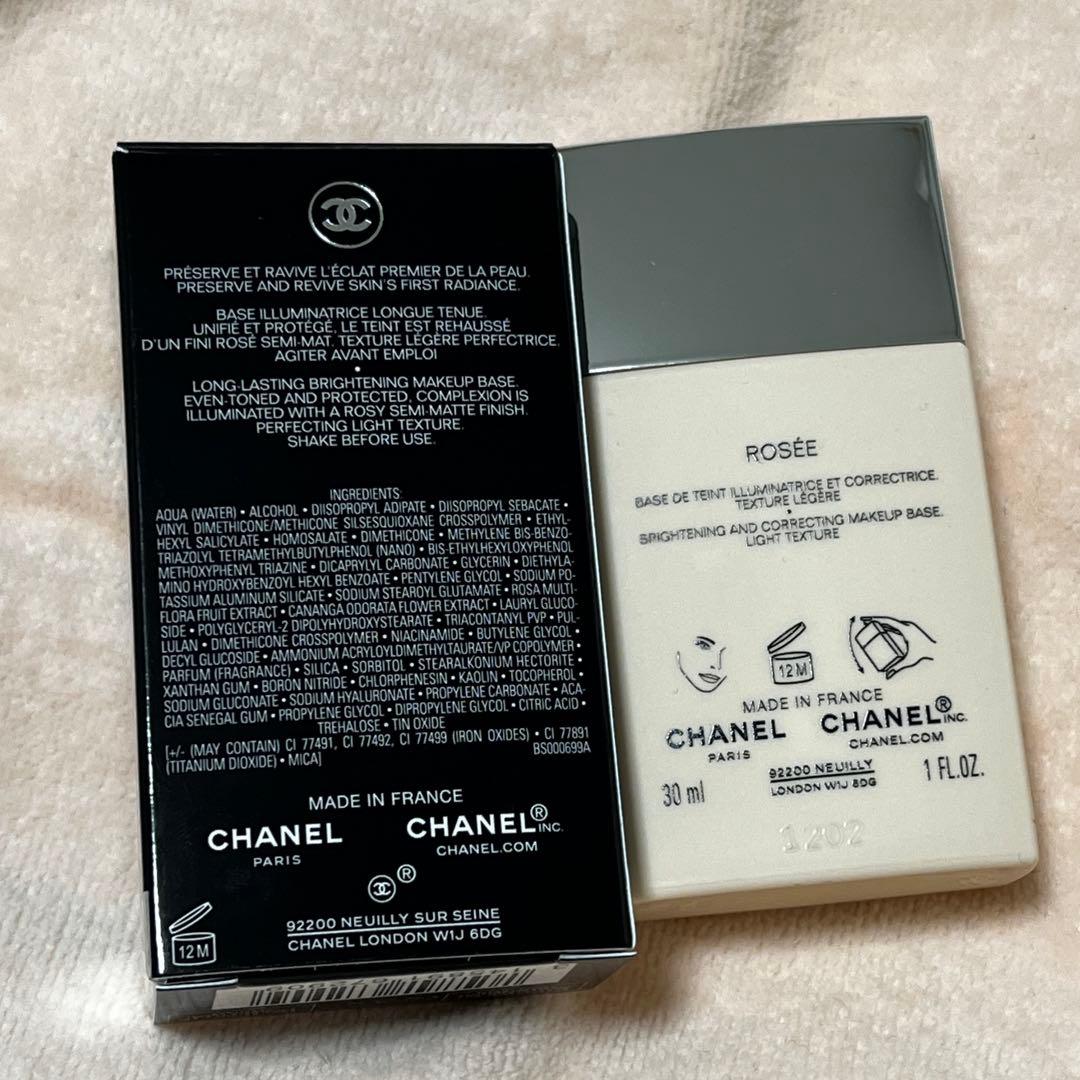 PRÉSERVE ET RAVIVE L'ÉCLAT PREMIER DE LA PEAU.
PRESERVE AND REVIVE SKIN'S FIRST RADIANCE.
BASE ILLUMINATRICE LONGUE TENUE.
UNIFIÉ ET PROTÉGÉ, LE TEINT EST REHAUSSÉ
D'UN FINI ROSÉ SEMI-MAT. TEXTURE LÉGÈRE PERFECTRICE.
AGITER AVANT EMPLOI
•
LONG-LASTING BRIGHTENING MAKEUP BASE.
EVEN-TONED AND PROTECTED, COMPLEXION IS
ILLUMINATED WITH A ROSY SEMI-MATTE FINISH.
PERFECTING LIGHT TEXTURE.
SHAKE BEFORE USE.
INGREDIENTS:
AQUA (WATER) • ALCOHOL • DIISOPROPYL ADIPATE • DIISOPROPYL SEBACATE •
VINYL DIMETHICONE/METHICONE SILSESQUIOXANE CROSSPOLYMER • ETHYL-
HEXYL SALICYLATE • HOMOSALATE • DIMETHICONE • METHYLENE BIS-BENZO-
TRIAZOLYL TETRAMETHYLBUTYLPHENOL (NANO) • BIS-ETHYLHEXYLOXYPHENOL
METHOXYPHENYL TRIAZINE • DICAPRYLYL CARBONATE • GLYCERIN • DIETHYLA-
MINO HYDROXYBENZOYL HEXYL BENZOATE • PENTYLENE GLYCOL • SODIUM PO-
TASSIUM ALUMINUM SILICATE • SODIUM STEAROYL GLUTAMATE • ROSA MULTI-
FLORA FRUIT EXTRACT • CANANGA ODORATA FLOWER EXTRACT • LAURYL GLUCO-
SIDE • POLYGLYCERYL-2 DIPOLYHYDROXYSTEARATE • TRIACONTANYL PVP • PUL-
LULAN • DIMETHICONE CROSSPOLYMER • NIACINAMIDE • BUTYLENE GLYCOL •
DECYL GLUCOSIDE • AMMONIUM ACRYLOYLDIMETHYLTAURATE/VP COPOLYMER •
PARFUM (FRAGRANCE) • SILICA • SORBITOL • STEARALKONIUM HECTORITE •
XANTHAN GUM • BORON NITRIDE • CHLORPHENESIN • KAOLIN • TOCOPHEROL •
SODIUM GLUCONATE • SODIUM HYALURONATE • PROPYLENE CARBONATE • ACA-
CIA SENEGAL GUM • PROPYLENE GLYCOL • DIPROPYLENE GLYCOL • CITRIC ACID •
TREHALOSE • TIN OXIDE
[+/- (MAY CONTAIN) CI 77491, CI 77492, CI 77499 (IRON OXIDES) • CI 77891
(TITANIUM DIOXIDE) • MICA] BS000699A
MADE IN FRANCE
CHANEL CHANEL® INC.
PARIS CHANEL.COM
®
92200 NEUILLY SUR SEINE
CHANEL LONDON W1J 6DG
12 M
ROSÉE
BASE DE TEINT ILLUMINATRICE ET CORRECTRICE.
TEXTURE LÉGÈRE
•
BRIGHTENING AND CORRECTING MAKEUP BASE.
LIGHT TEXTURE
12 M
MADE IN FRANCE
CHANEL CHANEL® INC.
PARIS CHANEL.COM
30 ml 92200 NEUILLY 1 FL.OZ.
LONDON W1J 6DG
1202